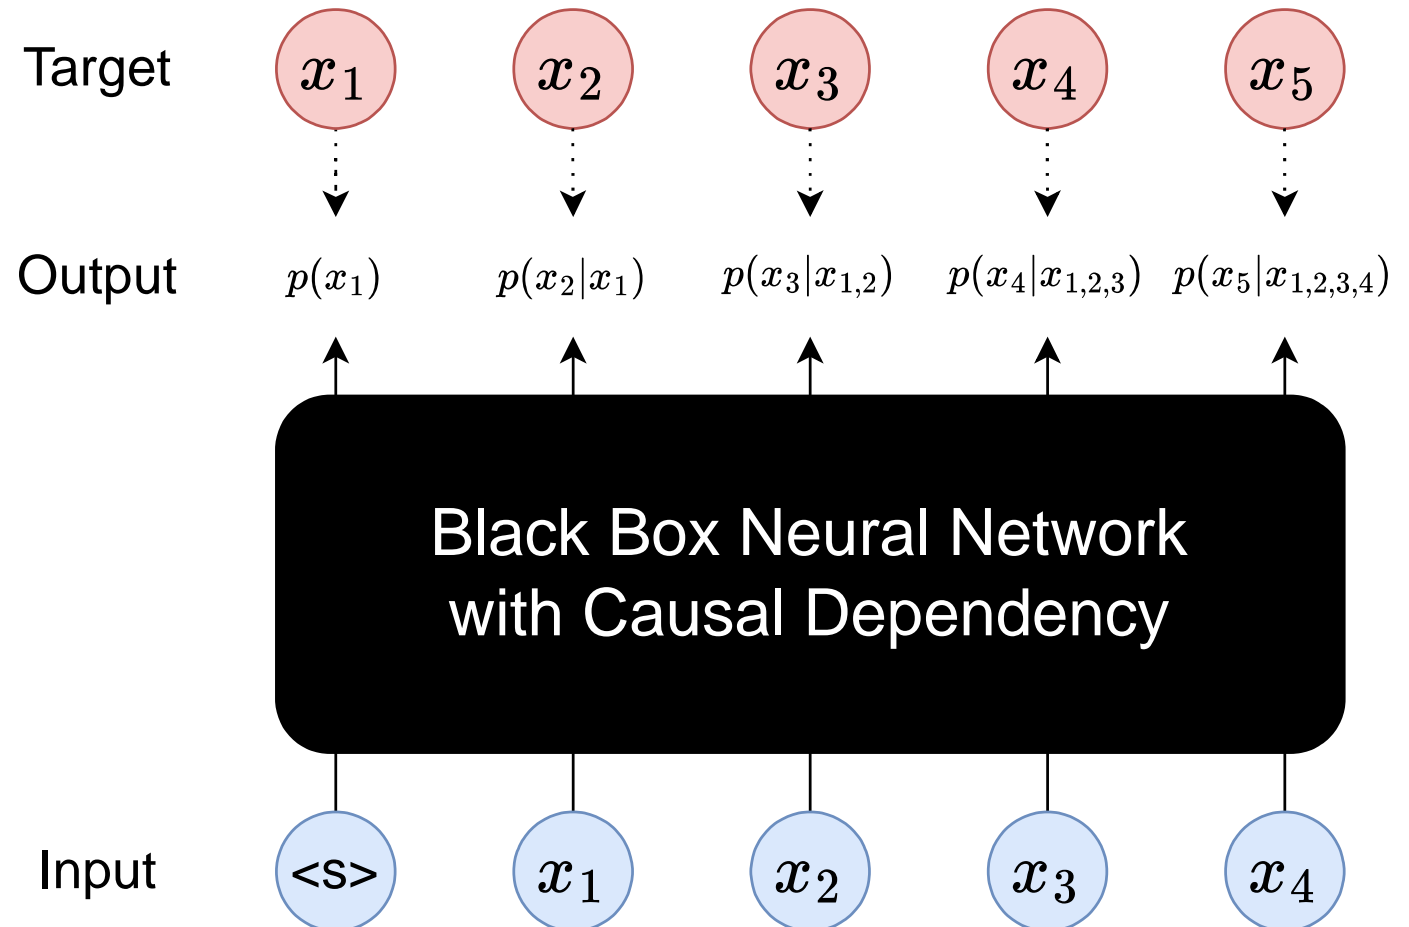 Target x₁ x₂ x₃ x₄ x₅
Output p(x₁) p(x₂|x₁) p(x₃|x₁,₂) p(x₄|x₁,₂,₃) p(x₅|x₁,₂,₃,₄)
Black Box Neural Network
with Causal Dependency
Input <s> x₁ x₂ x₃ x₄